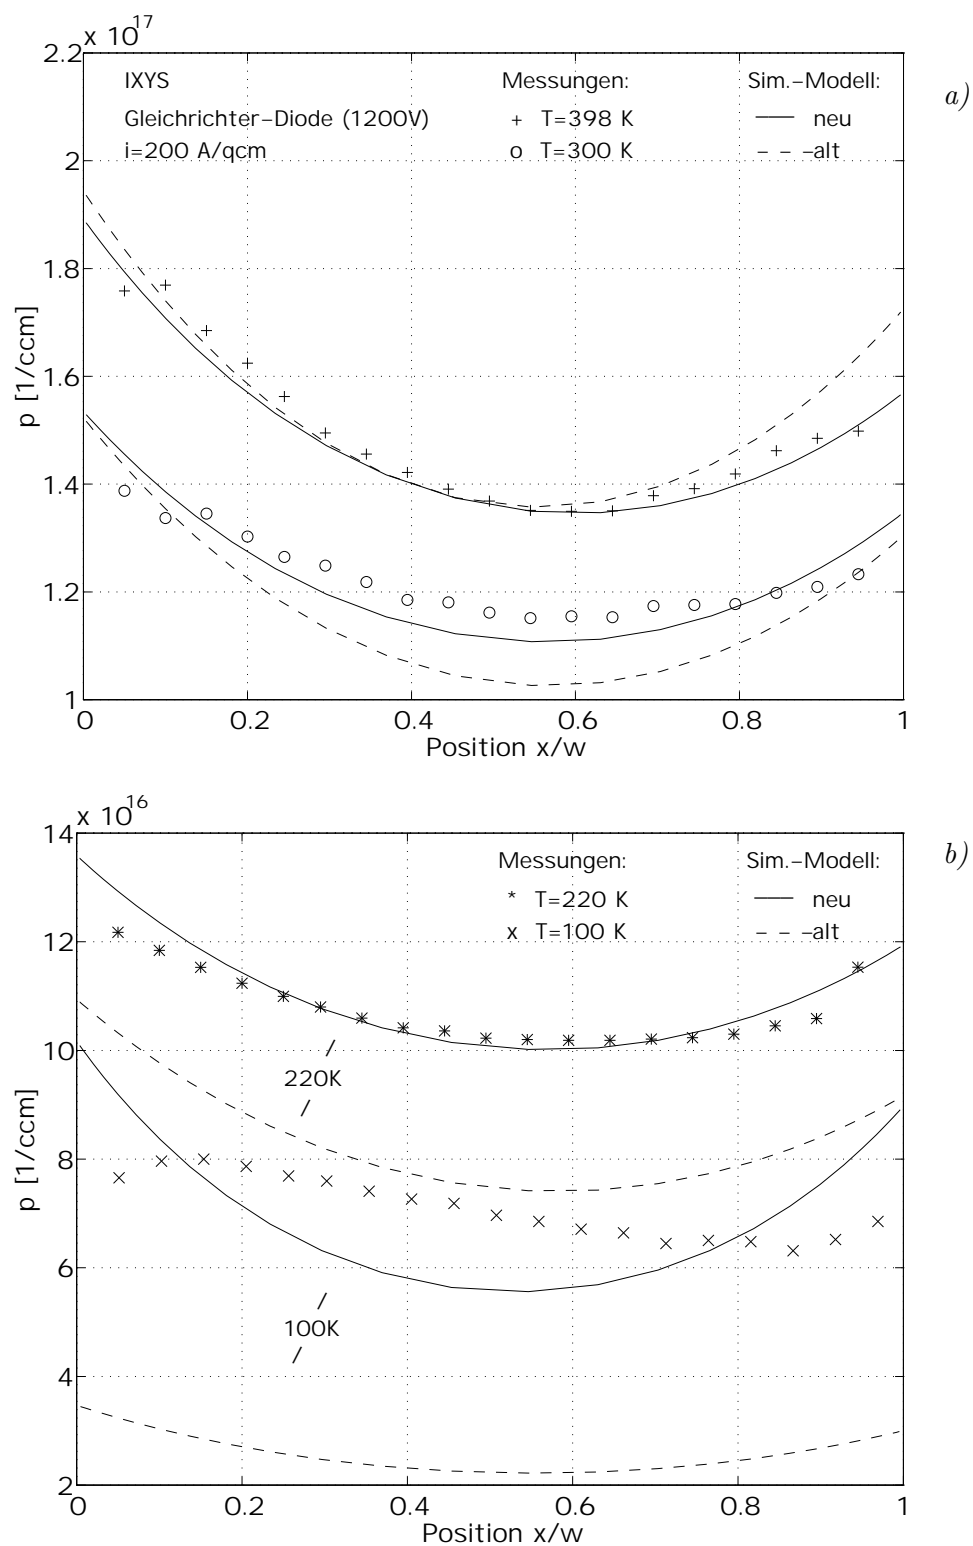 x 10^17
2.2
2
1.8
1.6
1.4
1.2
1
p [1/ccm]
IXYS
Gleichrichter-Diode (1200V)
i=200 A/qcm
Messungen:
+ T=398 K
o T=300 K
Sim.-Modell:
neu
alt
a)
0 0.2 0.4 0.6 0.8 1
Position x/w
x 10^16
14
12
10
8
6
4
2
p [1/ccm]
Messungen:
* T=220 K
x T=100 K
Sim.-Modell:
neu
alt
b)
220K
100K
0 0.2 0.4 0.6 0.8 1
Position x/w